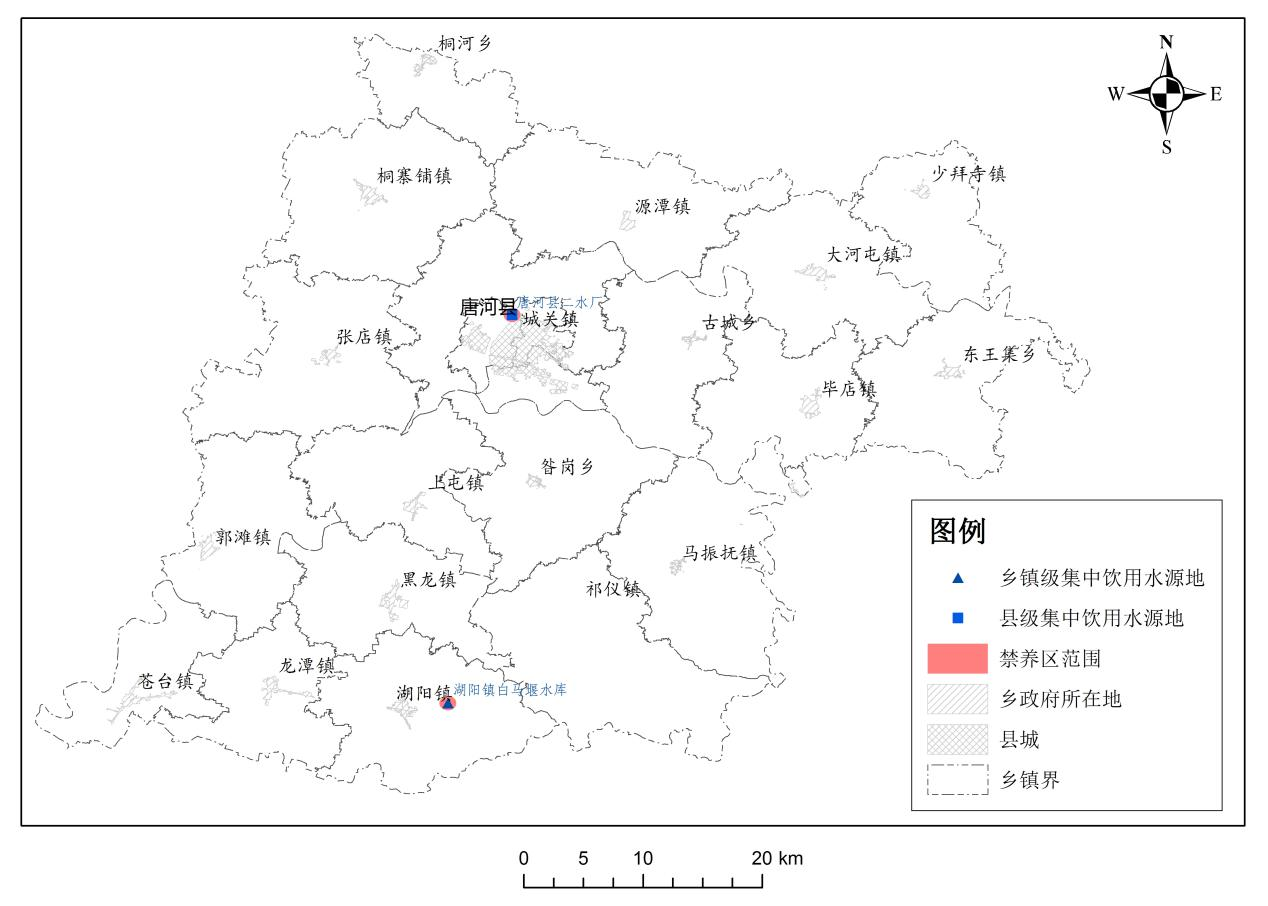 桐河乡
N
W
E
S
桐寨铺镇
少拜寺镇
源潭镇
大河屯镇
唐河县
唐河县二水厂
城关镇
古城乡
张店镇
东王集乡
毕店镇
昝岗乡
上屯镇
郭滩镇
马振抚镇
黑龙镇
祁仪镇
龙潭镇
苍台镇
湖阳镇
湖阳镇白马堰水库
图例
乡镇级集中饮用水源地
县级集中饮用水源地
禁养区范围
乡政府所在地
县城
乡镇界
0 5 10 20 km